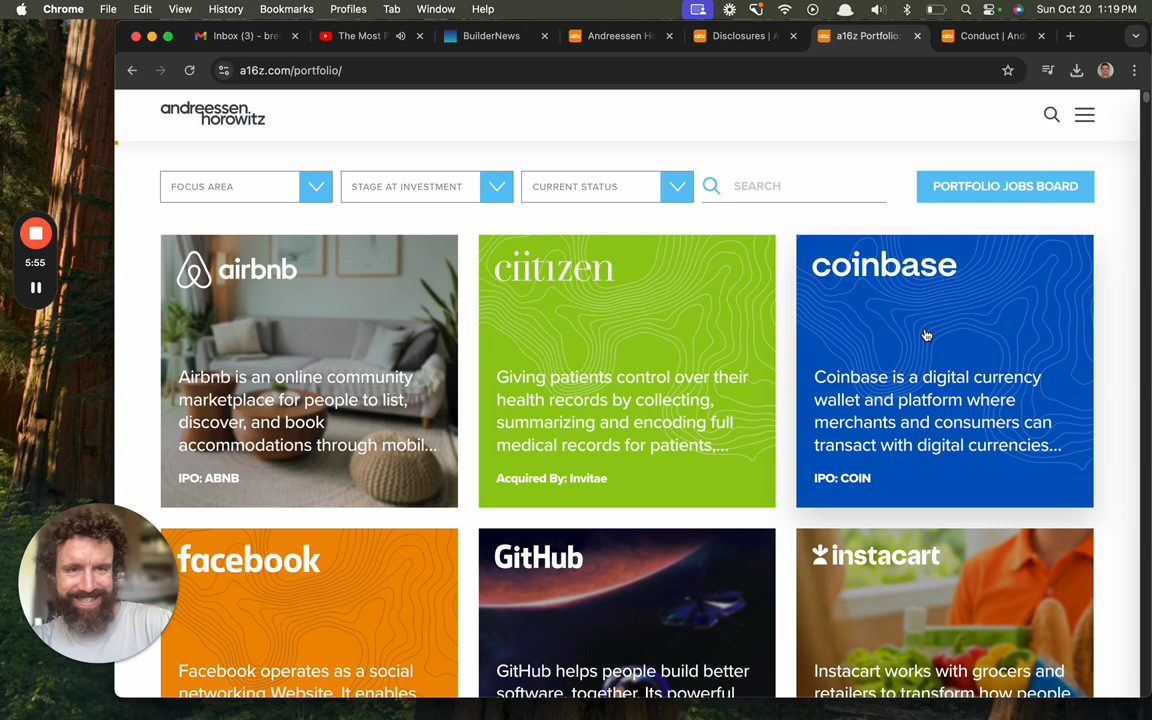 Chrome File Edit View History Bookmarks Profiles Tab Window Help Sun Oct 20 1:19 PM
Inbox (3) - bre The Most P BuilderNews Andreessen Ho Disclosures | A a16z Portfolio Conduct | And
a16z.com/portfolio/
andreessen.
horowitz
FOCUS AREA STAGE AT INVESTMENT CURRENT STATUS SEARCH PORTFOLIO JOBS BOARD
5:55
airbnb
Airbnb is an online community
marketplace for people to list,
discover, and book
accommodations through mobil...
IPO: ABNB
ciitizen
Giving patients control over their
health records by collecting,
summarizing and encoding full
medical records for patients,...
Acquired By: Invitae
coinbase
Coinbase is a digital currency
wallet and platform where
merchants and consumers can
transact with digital currencies...
IPO: COIN
facebook
Facebook operates as a social
networking Website. It enables
GitHub
GitHub helps people build better
software, together. Its powerful
instacart
Instacart works with grocers and
retailers to transform how people